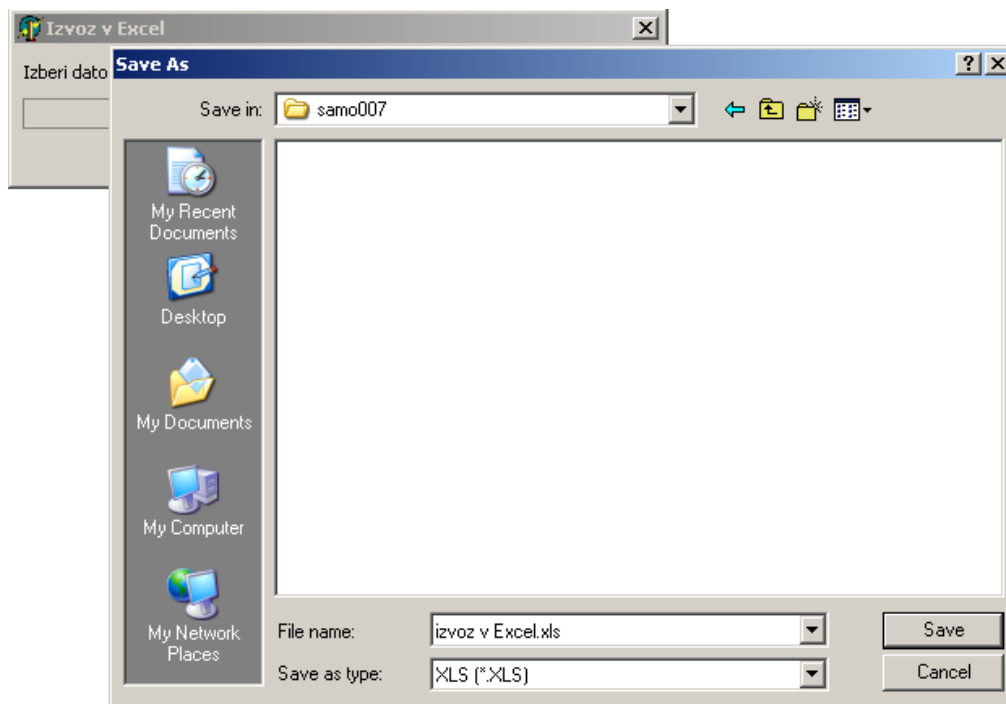 Izvoz v Excel
Izberi dato
Save As
Save in:
samo007
My Recent
Documents
Desktop
My Documents
My Computer
My Network
Places
File name:
izvoz v Excel.xls
Save
Save as type:
XLS (*.XLS)
Cancel